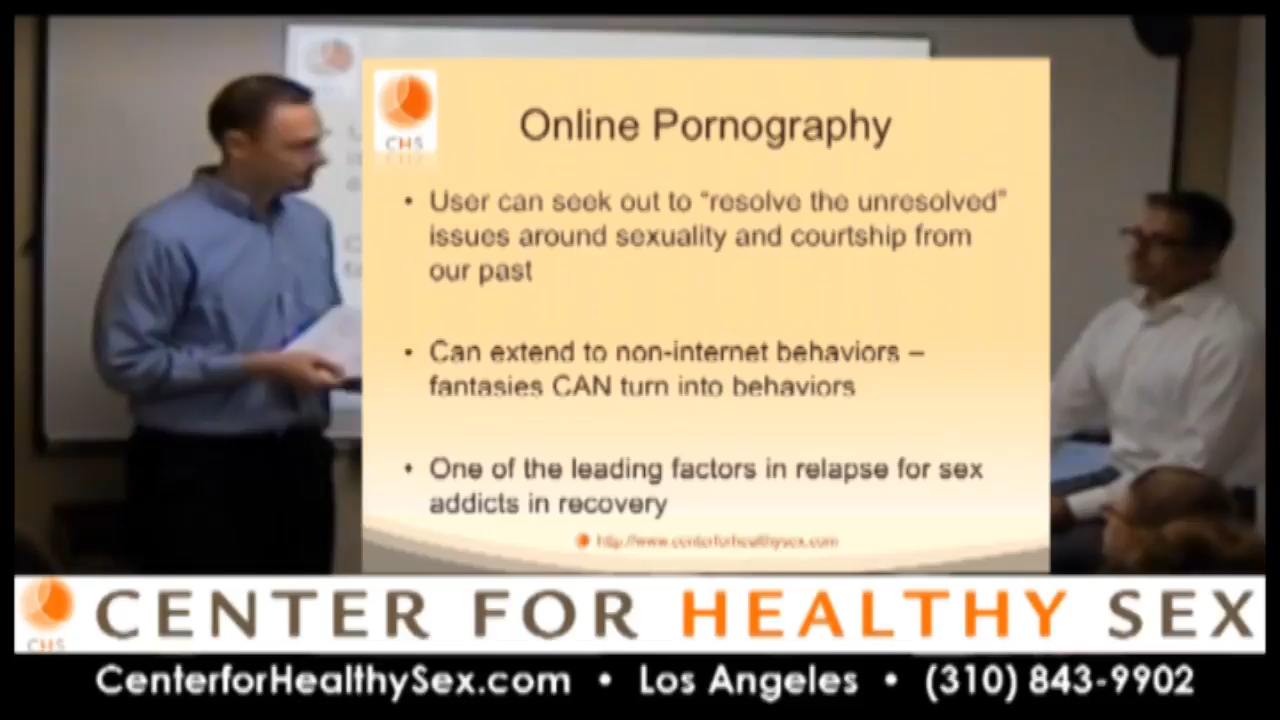 CHS
Online Pornography
• User can seek out to “resolve the unresolved”
issues around sexuality and courtship from
our past
• Can extend to non-internet behaviors –
fantasies CAN turn into behaviors
• One of the leading factors in relapse for sex
addicts in recovery
http://www.centerforhealthysex.com
CENTER FOR HEALTHY SEX
CHS
CenterforHealthySex.com • Los Angeles • (310) 843-9902